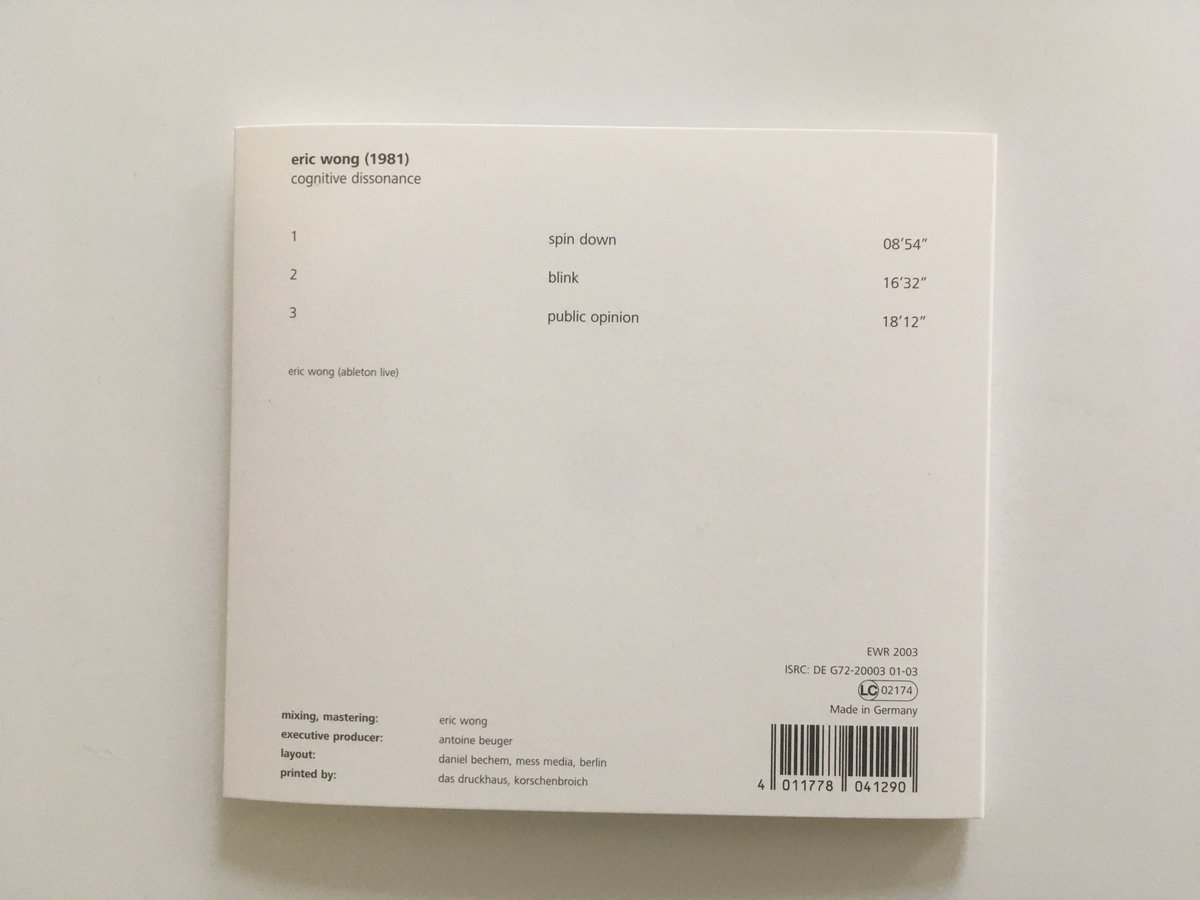 eric wong (1981)
cognitive dissonance
1 spin down 08’54”
2 blink 16’32”
3 public opinion 18’12”
eric wong (ableton live)
EWR 2003
ISRC: DE G72-20003 01-03
LC 02174
Made in Germany
mixing, mastering: eric wong
executive producer: antoine beuger
layout: daniel bechem, mess media, berlin
printed by: das druckhaus, korschenbroich
4 011778 041290